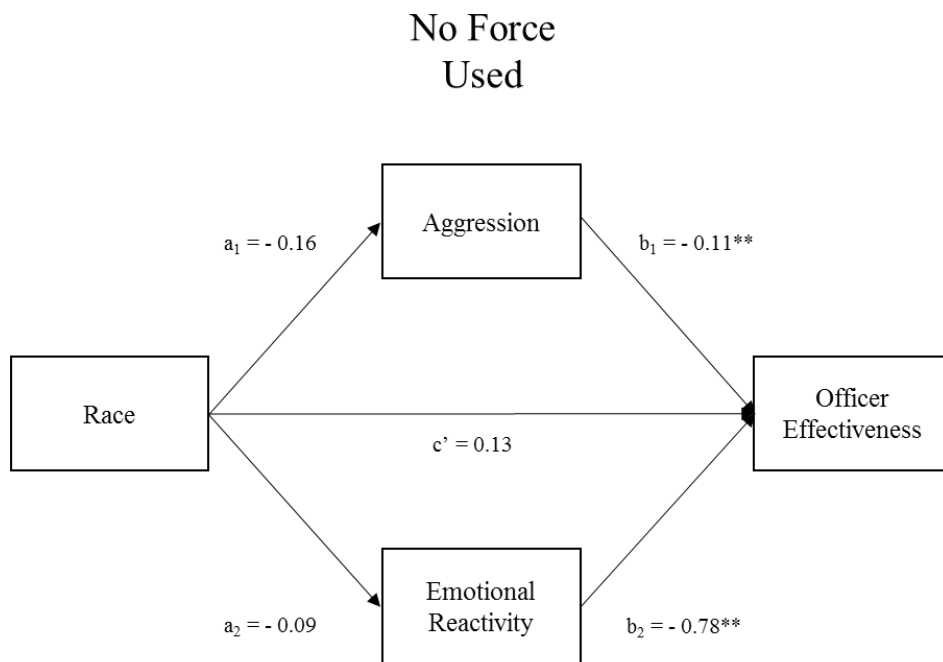 No Force
Used
Aggression
a₁ = - 0.16
b₁ = - 0.11**
Race
Officer
Effectiveness
c’ = 0.13
Emotional
Reactivity
a₂ = - 0.09
b₂ = - 0.78**